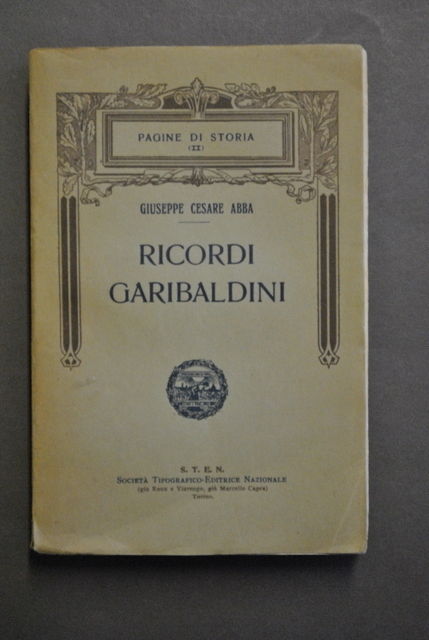 PAGINE DI STORIA
(II)
GIUSEPPE CESARE ABBA
RICORDI
GARIBALDINI
S. T. E. N.
SOCIETÀ TIPOGRAFICO-EDITRICE NAZIONALE
(già Roux e Viarengo, già Marcello Capra)
Torino.